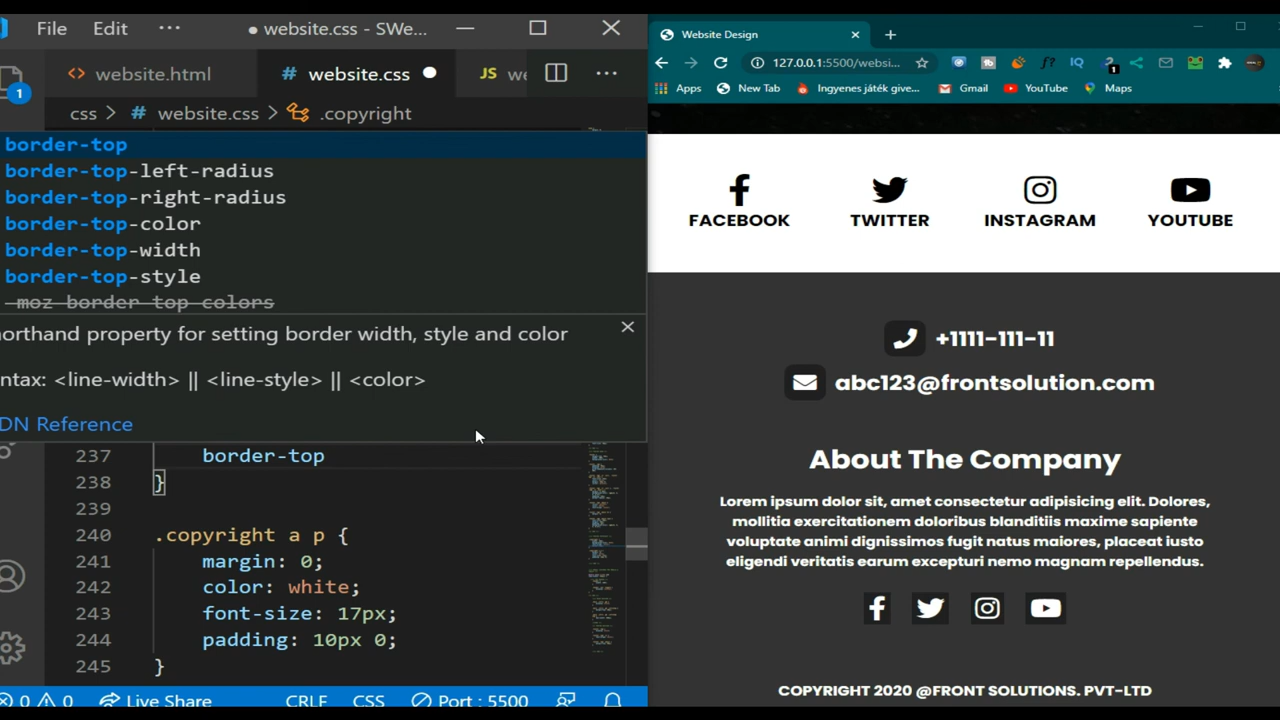 File Edit ··· ● website.css - SWe...
<> website.html # website.css ● JS we ···
css > # website.css > .copyright
border-top
border-top-left-radius
border-top-right-radius
border-top-color
border-top-width
border-top-style
-moz-border-top-colors
horthand property for setting border width, style and color
ntax: <line-width> || <line-style> || <color>
DN Reference
1
237 border-top
238 }
239
240 .copyright a p {
241 margin: 0;
242 color: white;
243 font-size: 17px;
244 padding: 10px 0;
245 }
0 0 Live Share CRLF CSS Port : 5500
Website Design
127.0.0.1:5500/websi...
f? IQ 1
Apps New Tab Ingyenes játék give... Gmail YouTube Maps
FACEBOOK TWITTER INSTAGRAM YOUTUBE
+1111-111-11
abc123@frontsolution.com
About The Company
Lorem ipsum dolor sit, amet consectetur adipisicing elit. Dolores,
mollitia exercitationem doloribus blanditiis maxime sapiente
voluptate animi dignissimos fugit natus maiores, placeat iusto
eligendi veritatis earum excepturi nemo magnam repellendus.
COPYRIGHT 2020 @FRONT SOLUTIONS. PVT-LTD